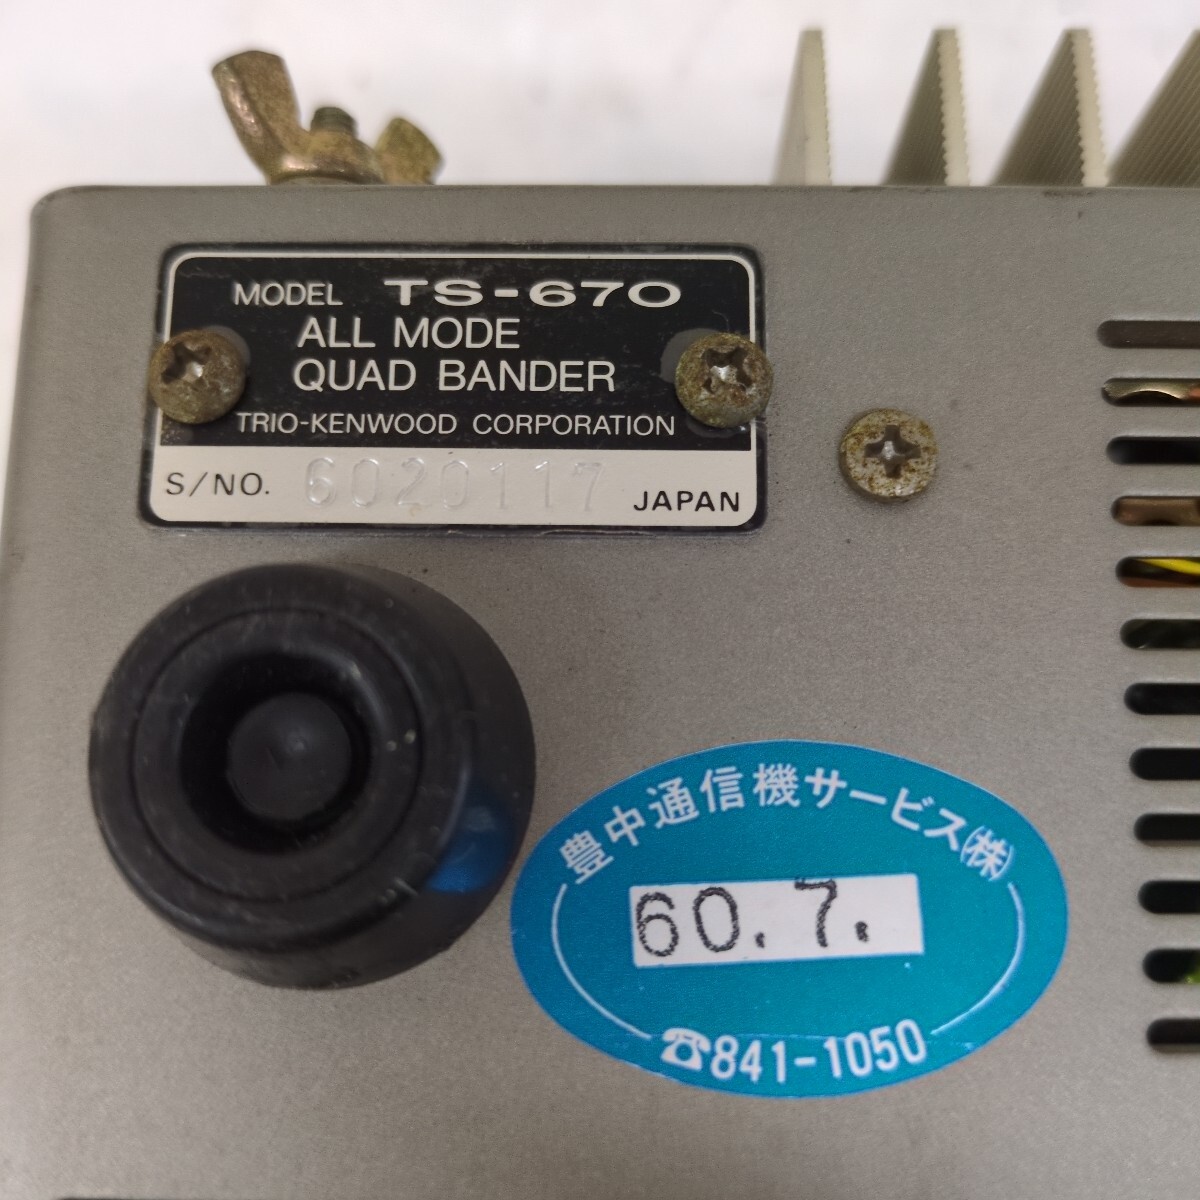 MODEL TS-670
ALL MODE
QUAD BANDER
TRIO-KENWOOD CORPORATION
S/NO. 6020117 JAPAN
豊中通信機サービス(株)
60.7.
☎841-1050